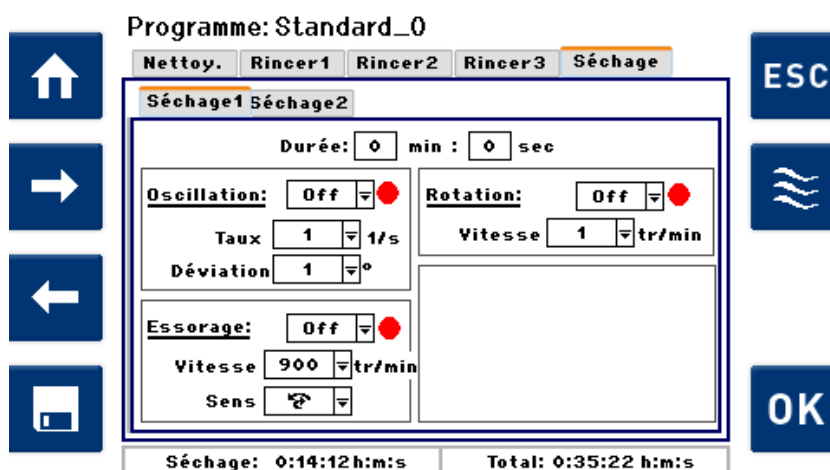 Programme: Standard_0
Nettoy. Rincer1 Rincer2 Rincer3 Séchage
ESC
Séchage1 Séchage2
Durée: 0 min : 0 sec
Oscillation: Off
Rotation: Off
Taux 1 1/s
Vitesse 1 tr/min
Déviation 1 °
Essorage: Off
Vitesse 900 tr/min
Sens
OK
Séchage: 0:14:12 h:m:s
Total: 0:35:22 h:m:s